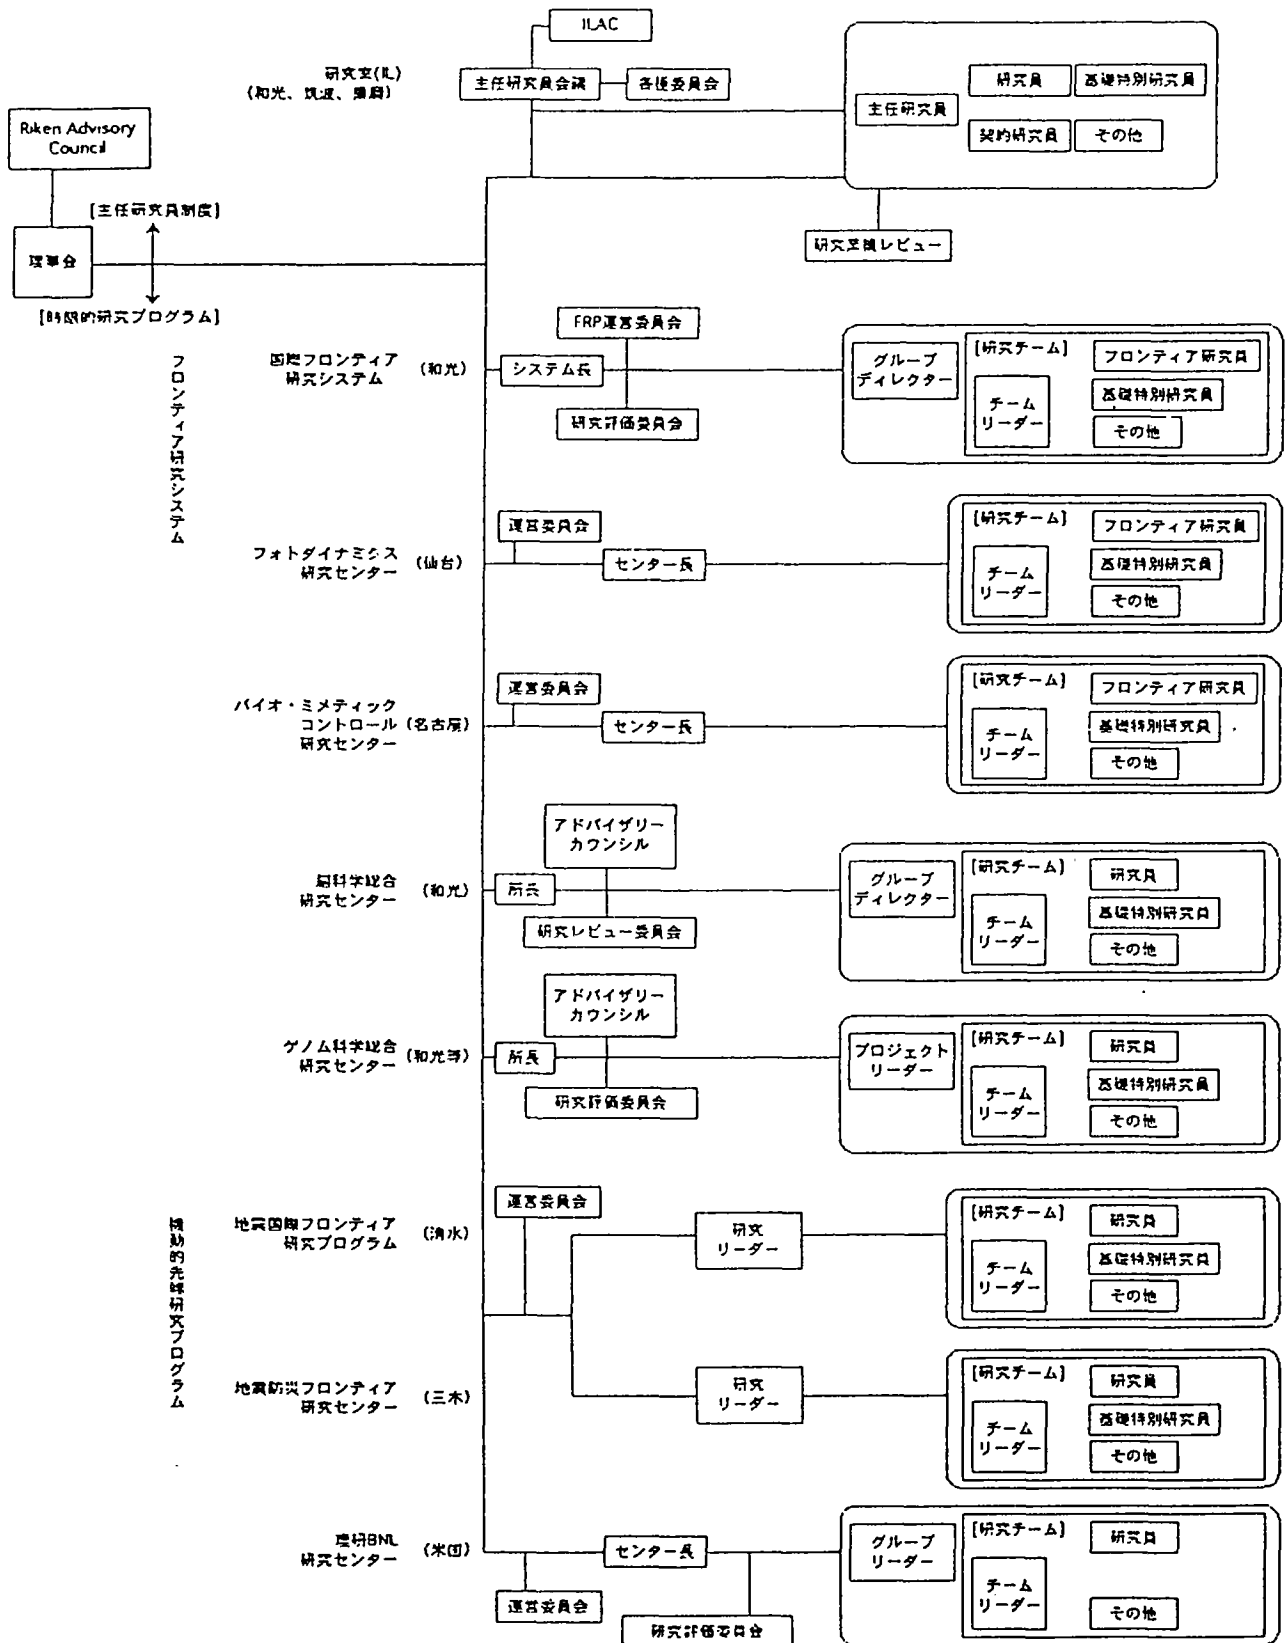 ILAC
研究室(IL)
(和光、筑波、播磨)
主任研究員会議
各種委員会
主任研究員
研究員
基礎特別研究員
契約研究員
その他
Riken Advisory
Council
[主任研究員制度]
理事会
[時限的研究プログラム]
研究業績レビュー
フロンティア研究システム
国際フロンティア
研究システム
(和光)
システム長
FRP運営委員会
研究評価委員会
グループ
ディレクター
[研究チーム]
チーム
リーダー
フロンティア研究員
基礎特別研究員
その他
フォトダイナミクス
研究センター
(仙台)
運営委員会
センター長
[研究チーム]
チーム
リーダー
フロンティア研究員
基礎特別研究員
その他
バイオ・ミメティック
コントロール
研究センター
(名古屋)
運営委員会
センター長
[研究チーム]
チーム
リーダー
フロンティア研究員
基礎特別研究員
その他
脳科学総合
研究センター
(和光)
所長
アドバイザリー
カウンシル
研究レビュー委員会
グループ
ディレクター
[研究チーム]
チーム
リーダー
研究員
基礎特別研究員
その他
ゲノム科学総合
研究センター
(和光等)
所長
アドバイザリー
カウンシル
研究評価委員会
プロジェクト
リーダー
[研究チーム]
チーム
リーダー
研究員
基礎特別研究員
その他
機動的先端研究プログラム
地震国際フロンティア
研究プログラム
(清水)
運営委員会
研究
リーダー
[研究チーム]
チーム
リーダー
研究員
基礎特別研究員
その他
地震防災フロンティア
研究センター
(三木)
研究
リーダー
[研究チーム]
チーム
リーダー
研究員
基礎特別研究員
その他
理研BNL
研究センター
(米国)
センター長
運営委員会
研究評価委員会
グループ
リーダー
[研究チーム]
チーム
リーダー
研究員
その他